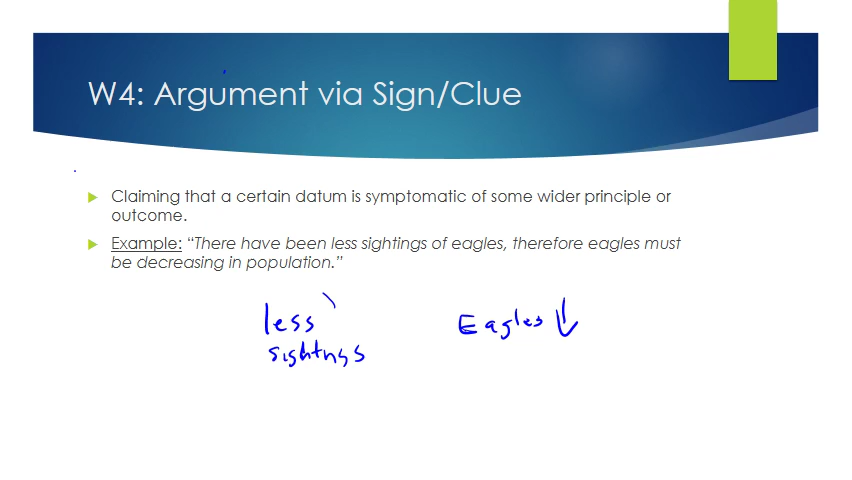 W4: Argument via Sign/Clue
Claiming that a certain datum is symptomatic of some wider principle or
outcome.
Example: “There have been less sightings of eagles, therefore eagles must
be decreasing in population.”
less
Eagles ↓
sightngs